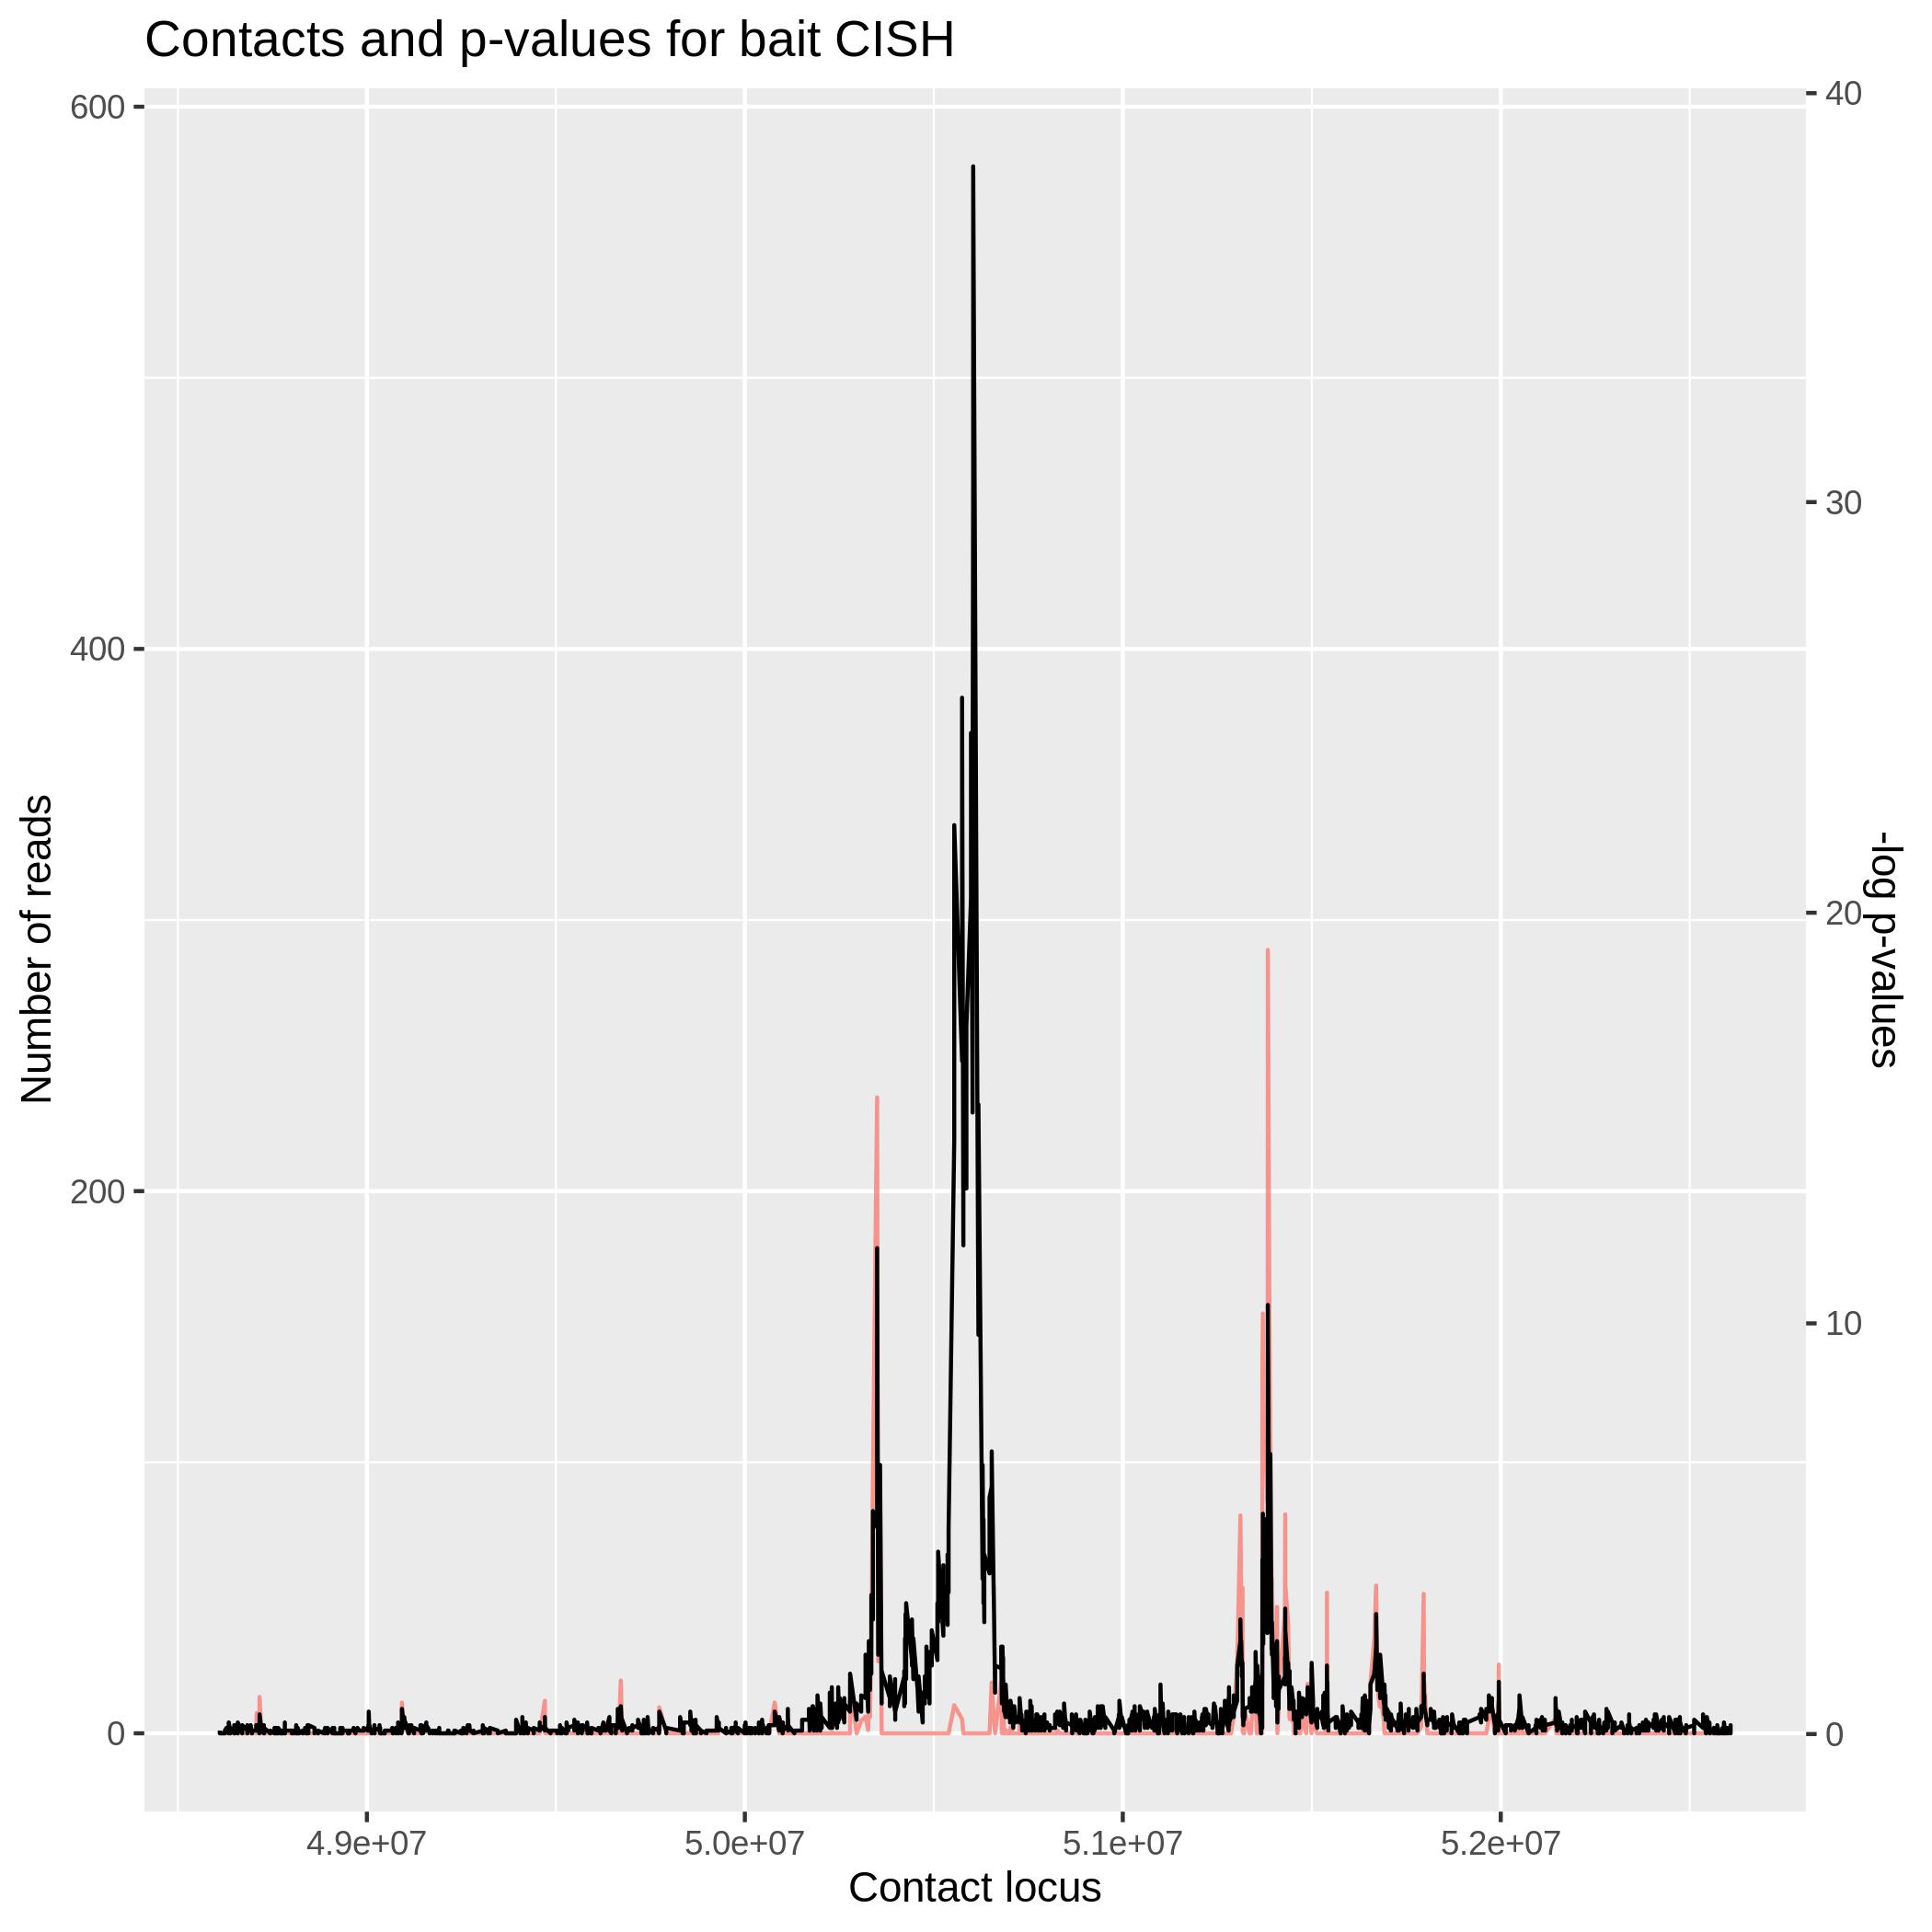 Contacts and p-values for bait CISH
600
400
200
0
Number of reads
40
30
20
10
0
-log p-values
4.9e+07 5.0e+07 5.1e+07 5.2e+07
Contact locus